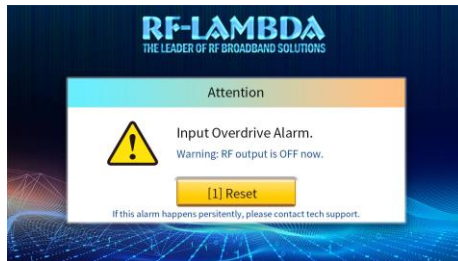 RF-LAMBDA
THE LEADER OF RF BROADBAND SOLUTIONS
Attention
Input Overdrive Alarm.
Warning: RF output is OFF now.
[1] Reset
If this alarm happens persitently, please contact tech support.